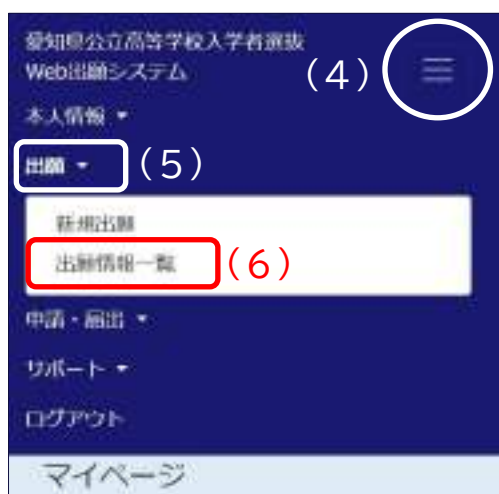 愛知県公立高等学校入学者選抜
Web出願システム
(4)
本人情報
出願
(5)
新規出願
出願情報一覧
(6)
申請・届出
サポート
ログアウト
マイページ